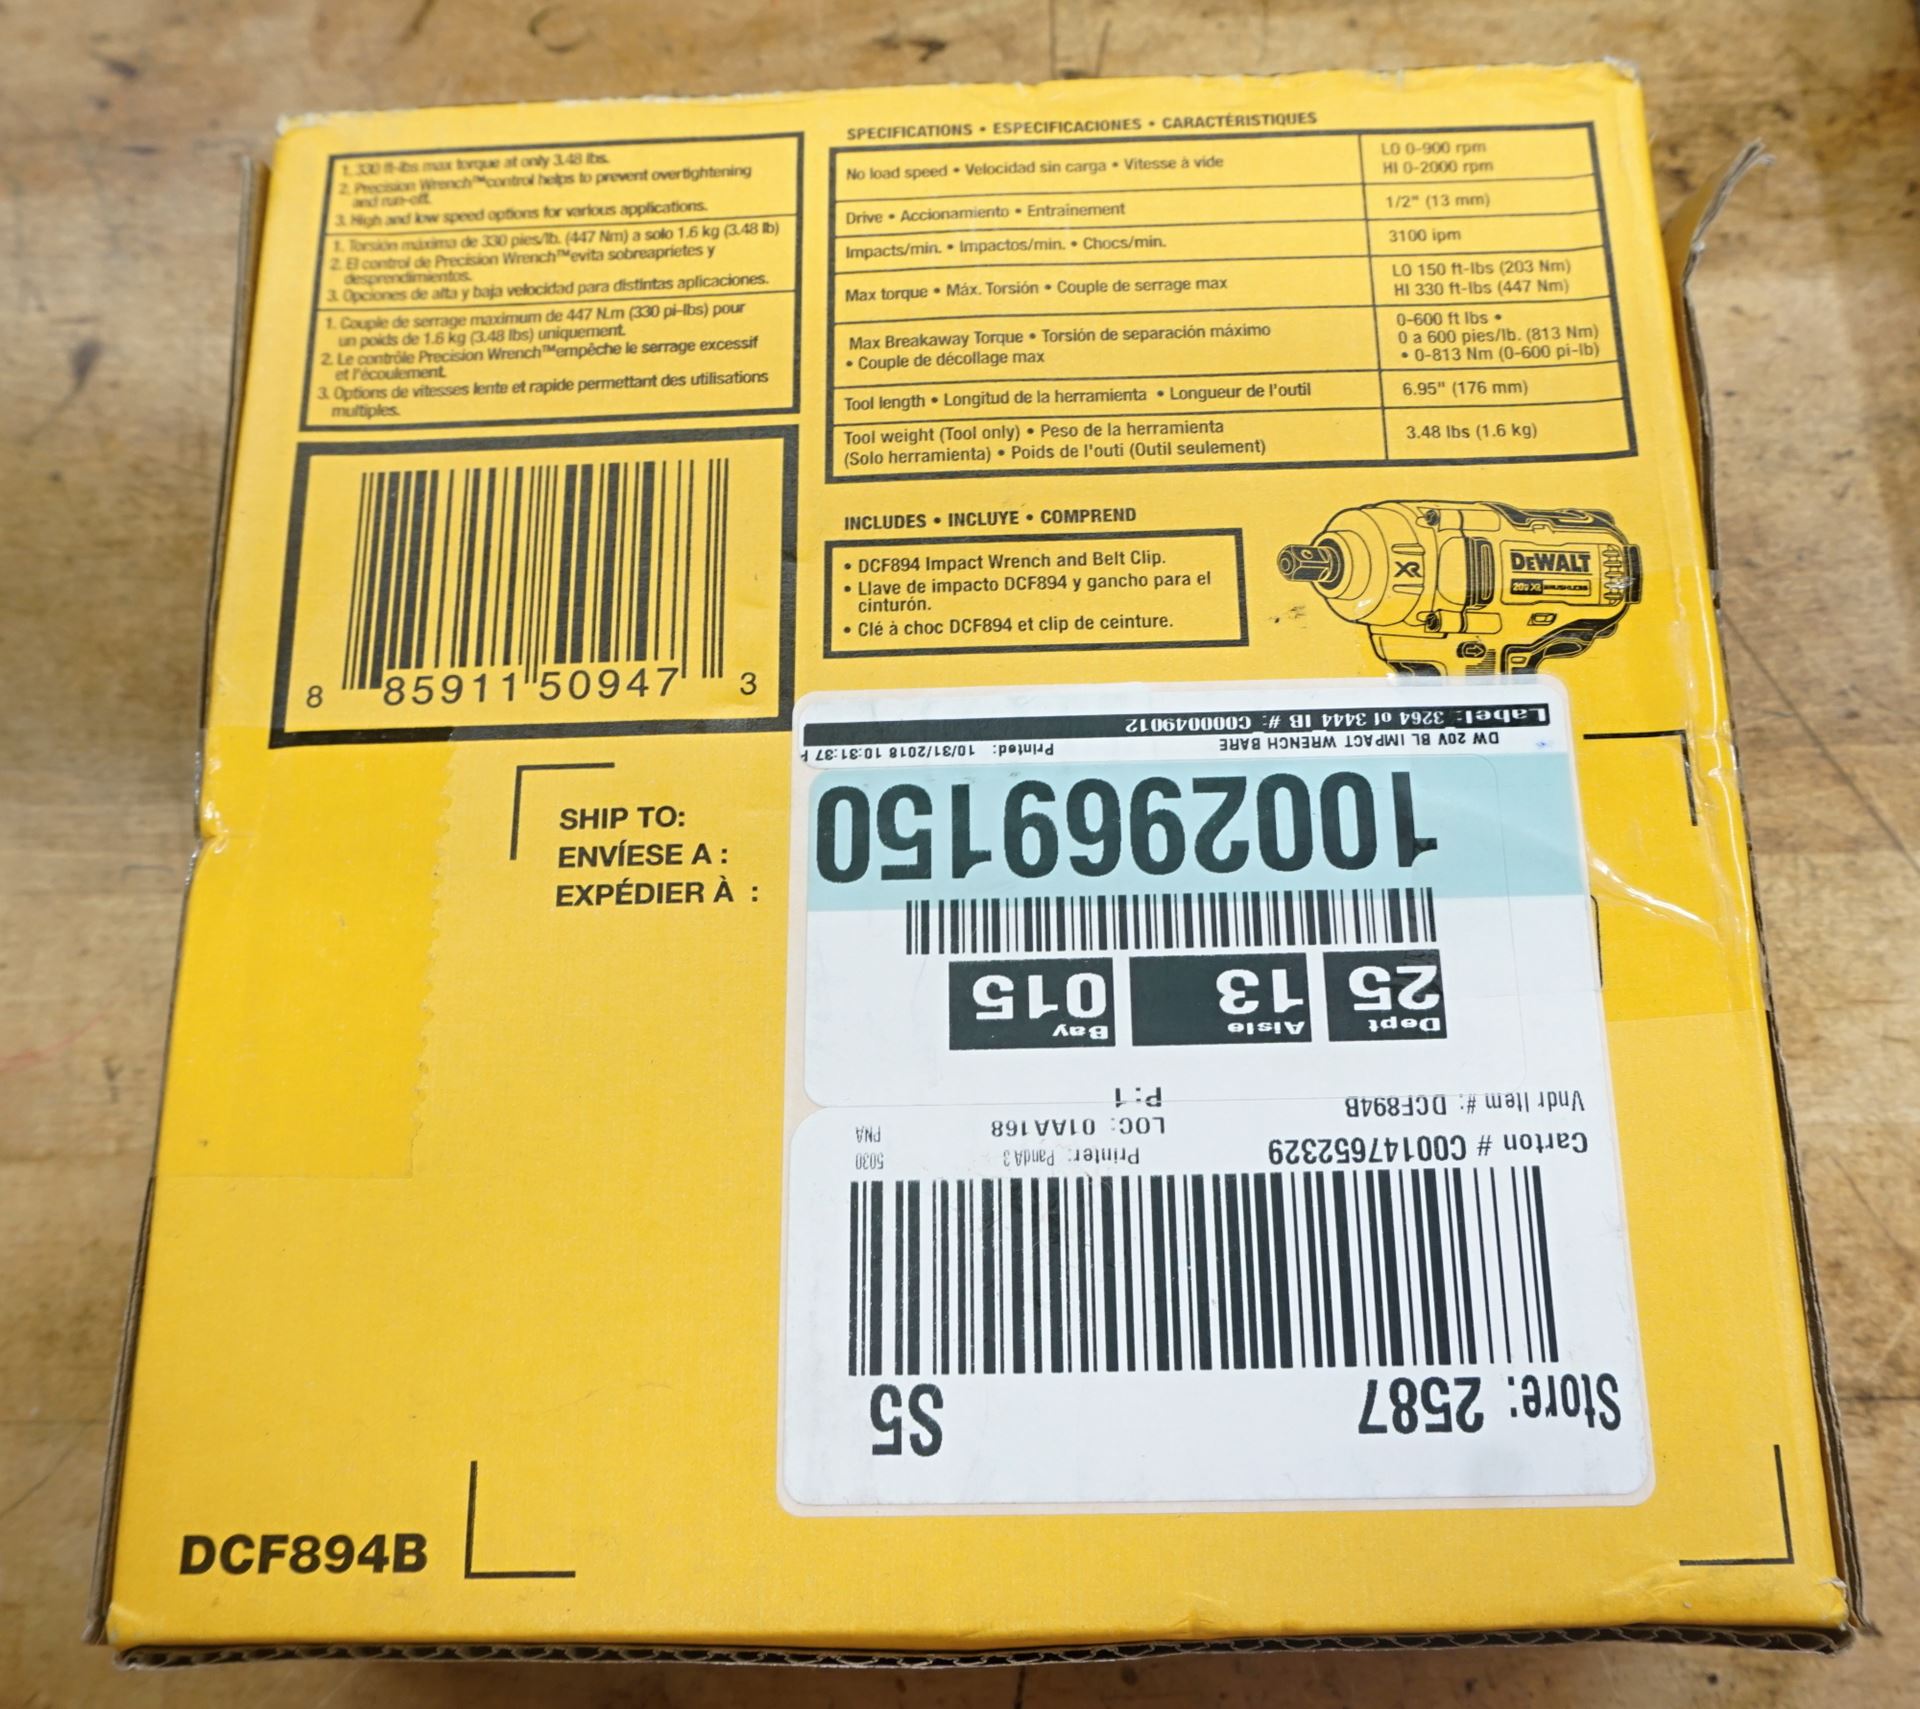 1. 330 ft-lbs max torque at only 3.48 lbs.
2. Precision Wrench™control helps to prevent overtightening
and run-off.
3. High and low speed options for various applications.
1. Torsión máxima de 330 pies/lb. (447 Nm) a solo 1.6 kg (3.48 lb)
2. El control de Precision Wrench™evita sobreaprietes y
desprendimientos.
3. Opciones de alta y baja velocidad para distintas aplicaciones.
1. Couple de serrage maximum de 447 N.m (330 pi-lbs) pour
un poids de 1.6 kg (3.48 lbs) uniquement.
2. Le contrôle Precision Wrench™empêche le serrage excessif
et l'écoulement.
3. Options de vitesses lente et rapide permettant des utilisations
multiples.
8 85911 50947 3
SPECIFICATIONS • ESPECIFICACIONES • CARACTÉRISTIQUES
No load speed • Velocidad sin carga • Vitesse à vide
LO 0-900 rpm
HI 0-2000 rpm
Drive • Accionamiento • Entraînement
1/2" (13 mm)
Impacts/min. • Impactos/min. • Chocs/min.
3100 ipm
Max torque • Máx. Torsión • Couple de serrage max
LO 150 ft-lbs (203 Nm)
HI 330 ft-lbs (447 Nm)
Max Breakaway Torque • Torsión de separación máximo
• Couple de décollage max
0-600 ft lbs •
0 a 600 pies/lb. (813 Nm)
• 0-813 Nm (0-600 pi-lb)
Tool length • Longitud de la herramienta • Longueur de l'outil
6.95" (176 mm)
Tool weight (Tool only) • Peso de la herramienta
(Solo herramienta) • Poids de l'outi (Outil seulement)
3.48 lbs (1.6 kg)
INCLUDES • INCLUYE • COMPREND
• DCF894 Impact Wrench and Belt Clip.
• Llave de impacto DCF894 y gancho para el
cinturón.
• Clé à choc DCF894 et clip de ceinture.
XR
DEWALT
20V XR BRUSHLESS
SHIP TO:
ENVÍESE A :
EXPÉDIER À :
DCF894B
Store: 2587 S5
Carton # C00147652329
Printer: PandA3
5030
Vndr Item #: DCF894B
LOC: 01AA168
PNA
P: 1
Dept 25
Aisle 13
Bay 015
1002969150
DW 20V BL IMPACT WRENCH BARE
Printed: 10/31/2018 10:31:37
Label: 3264 of 3444 IB #: C000049012